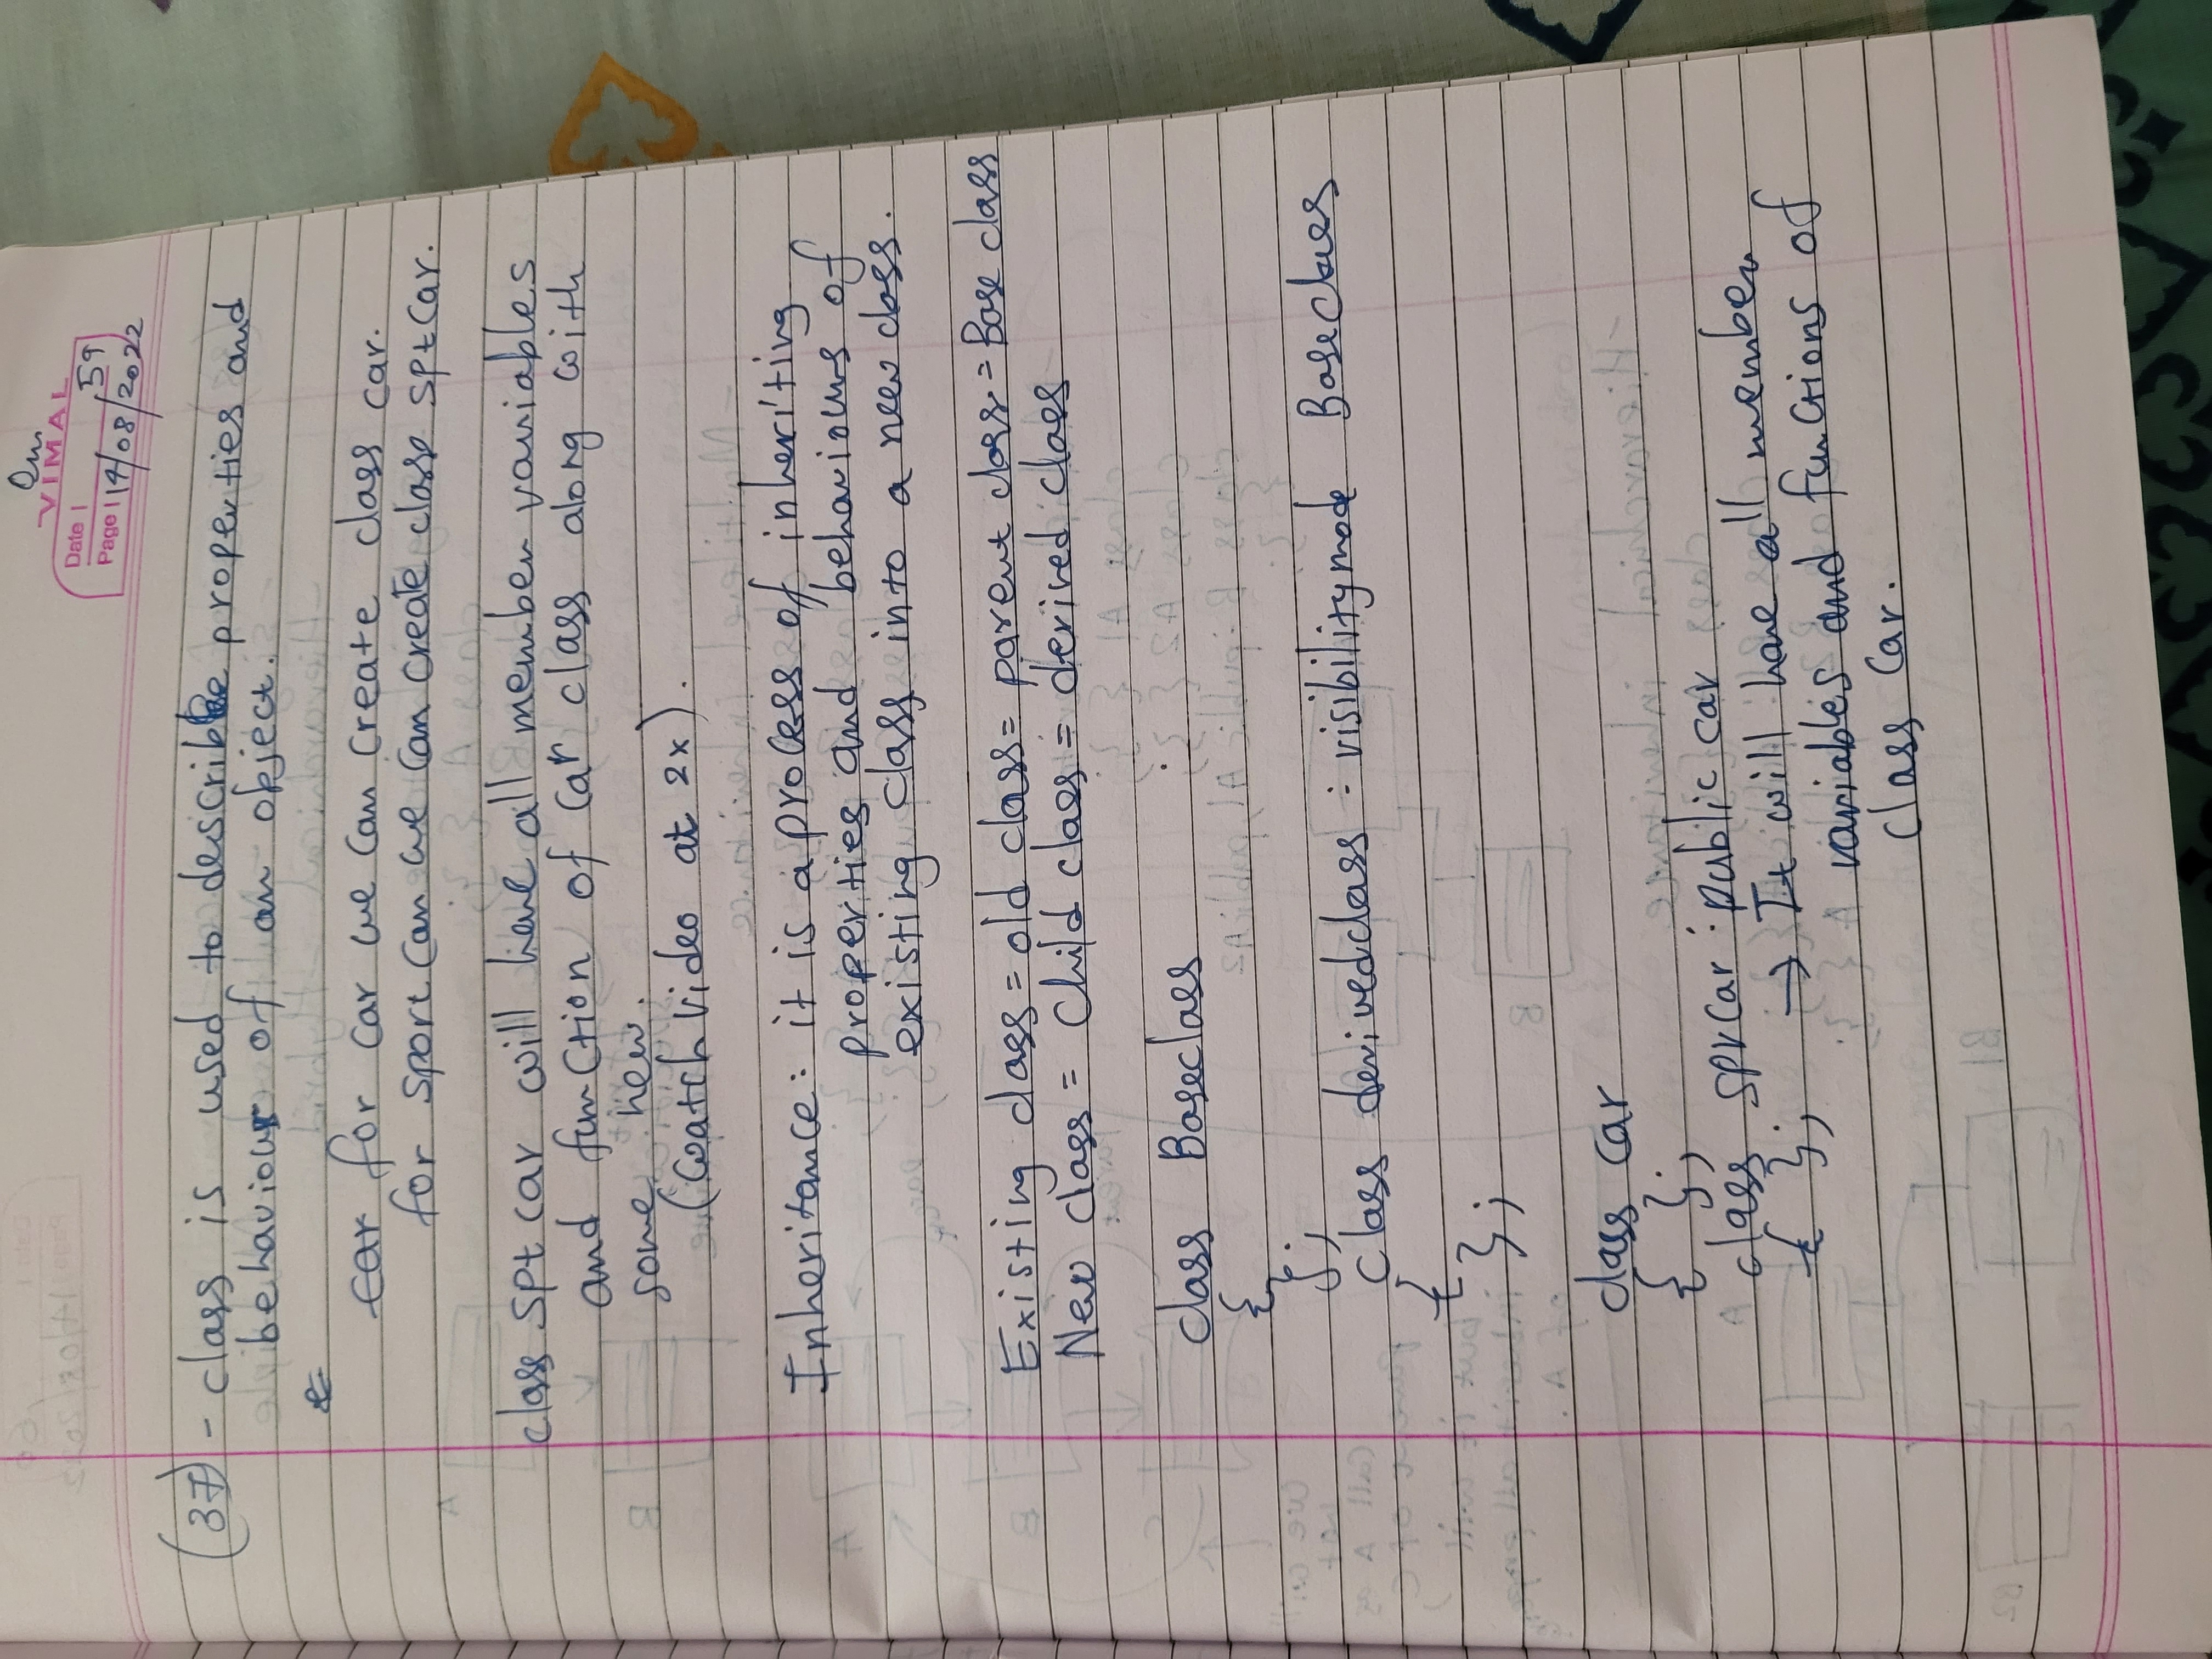 Om
VIMAL
Date | 59
Page | 14/08/2022
(37) - class is used to describe properties and
behaviour of an object.
car for car we can create class car.
for sport can we can create class sptcar.
class spt car will have all member variables
and function of car class along with
some new.
(Watch video at 2x).
Inheritance: it is a process of inheriting
properties and behaviours of
existing class into a new class.
Existing class = old class = parent class = Base class
New class = Child class = derived class
class Baseclass
{
};
class derivedclass : visibilitymode Baseclass
{
};
class car
{ };
class sprcar : public car
{ }; → It will have all member
variables and functions of
class Car.